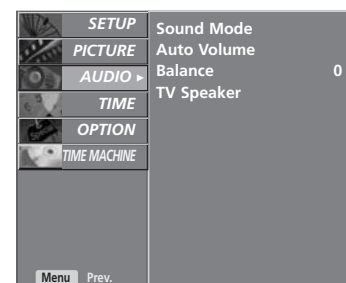 SETUP
PICTURE
AUDIO ▸
TIME
OPTION
TIME MACHINE
Menu Prev.
Sound Mode
Auto Volume
Balance 0
TV Speaker